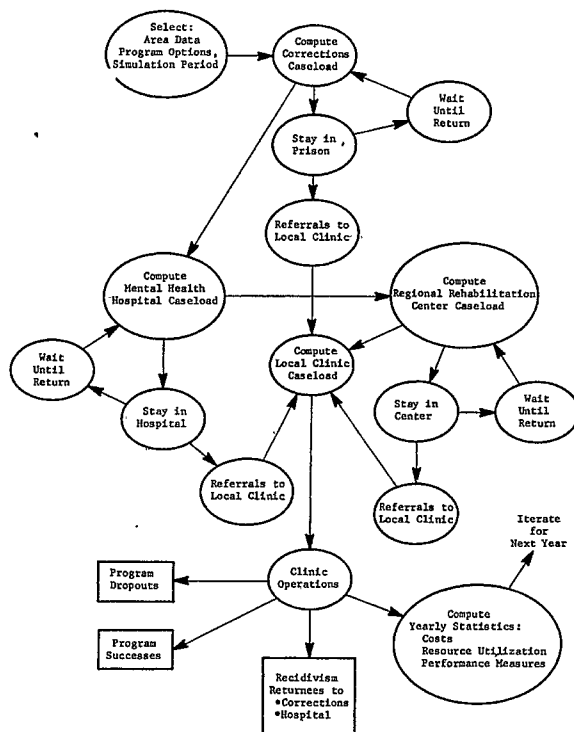 Select:
Area Data
Program Options,
Simulation Period
Compute
Corrections
Caseload
Wait
Until
Return
Stay in
Prison
Referrals to
Local Clinic
Compute
Mental Health
Hospital Caseload
Compute
Regional Rehabilitation
Center Caseload
Wait
Until
Return
Compute
Local Clinic
Caseload
Stay in
Hospital
Stay in
Center
Wait
Until
Return
Referrals to
Local Clinic
Referrals to
Local Clinic
Iterate
for
Next Year
Program
Dropouts
Clinic
Operations
Program
Successes
Compute
Yearly Statistics:
Costs
Resource Utilization
Performance Measures
Recidivism
Returnees to
•Corrections
•Hospital